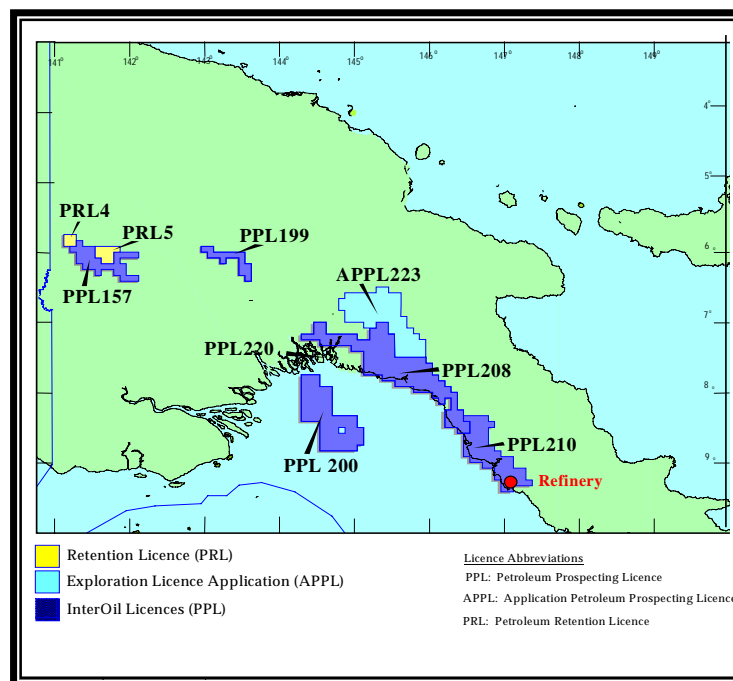 141° 142° 143° 144° 145° 146° 147° 148° 149°
4°
PRL4
PRL5
PPL199
6°
PPL157
APPL223
7°
PPL220
PPL208
8°
PPL210
PPL 200
9°
Refinery
Retention Licence (PRL)
Exploration Licence Application (APPL)
InterOil Licences (PPL)
Licence Abbreviations
PPL: Petroleum Prospecting Licence
APPL: Application Petroleum Prospecting Licence
PRL: Petroleum Retention Licence